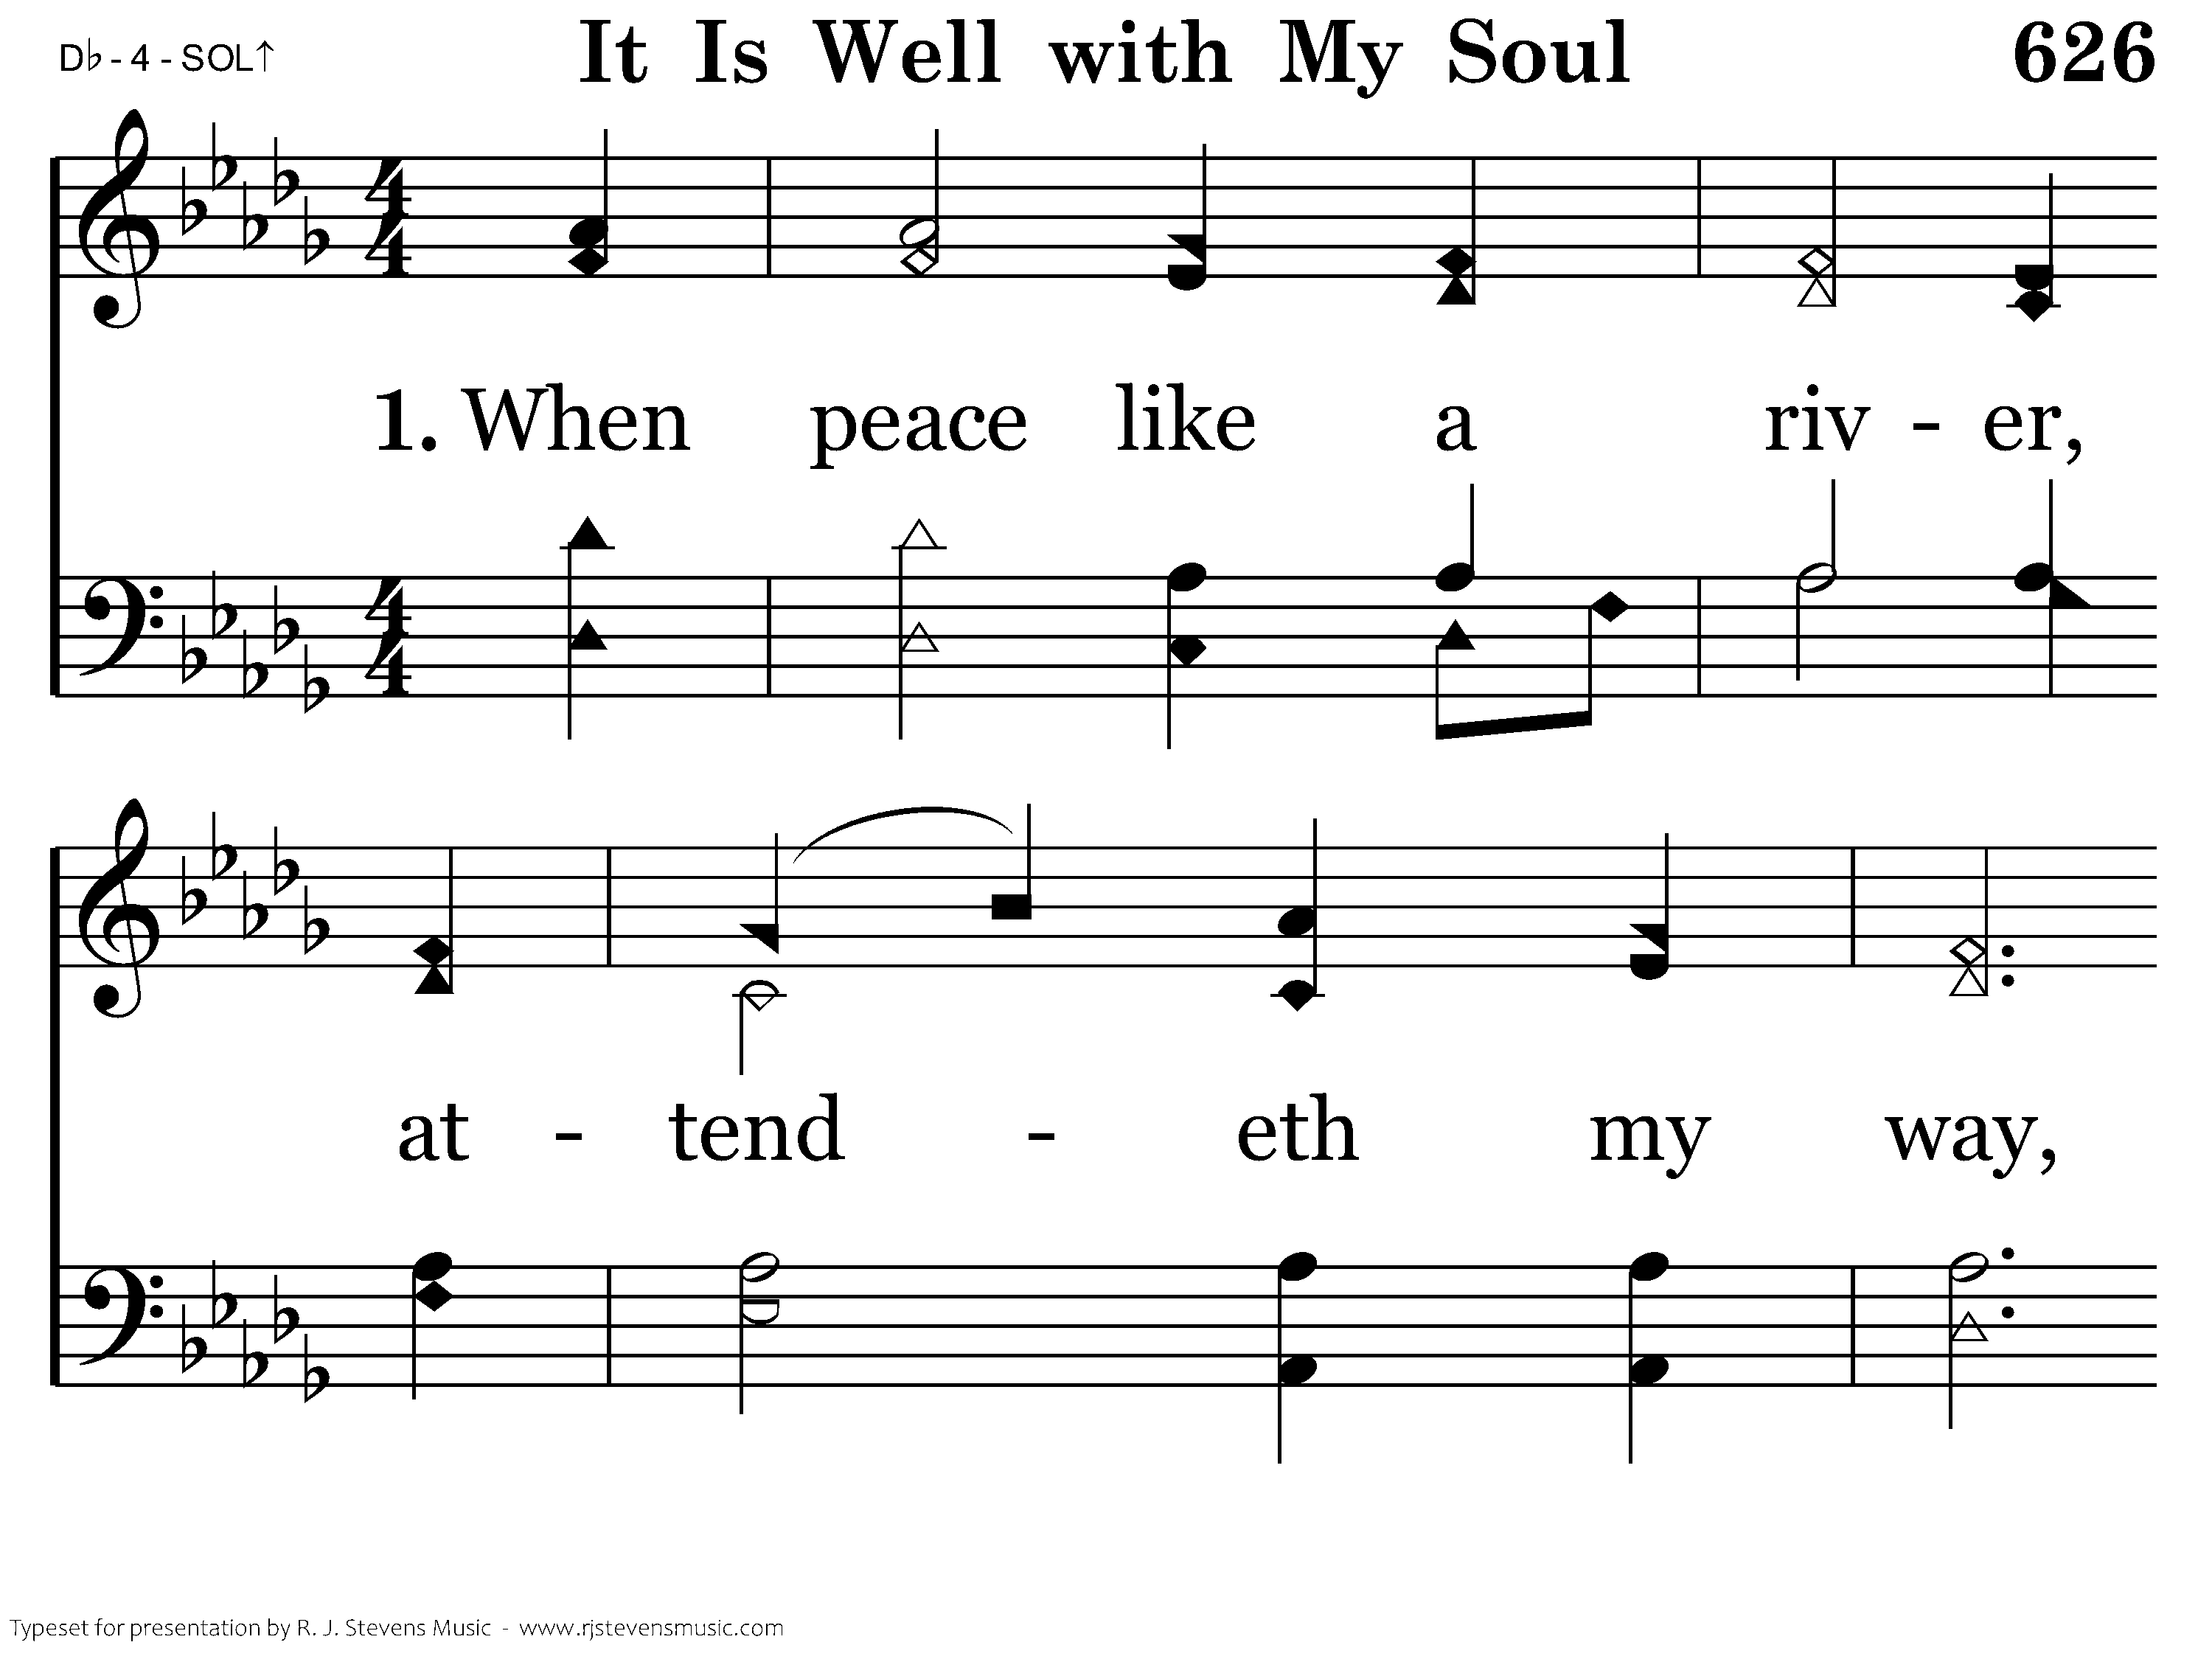 D♭ - 4 - SOL↑ It Is Well with My Soul 626
1. When peace like a riv - er,
at - tend - eth my way,
Typeset for presentation by R. J. Stevens Music - www.rjstevensmusic.com